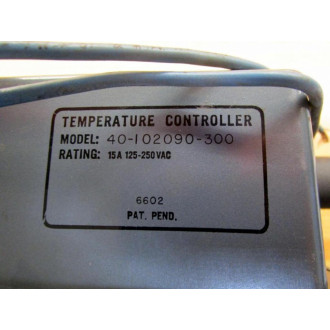 TEMPERATURE CONTROLLER
MODEL: 40-102090-300
RATING: 15A 125-250VAC
6602
PAT. PEND.